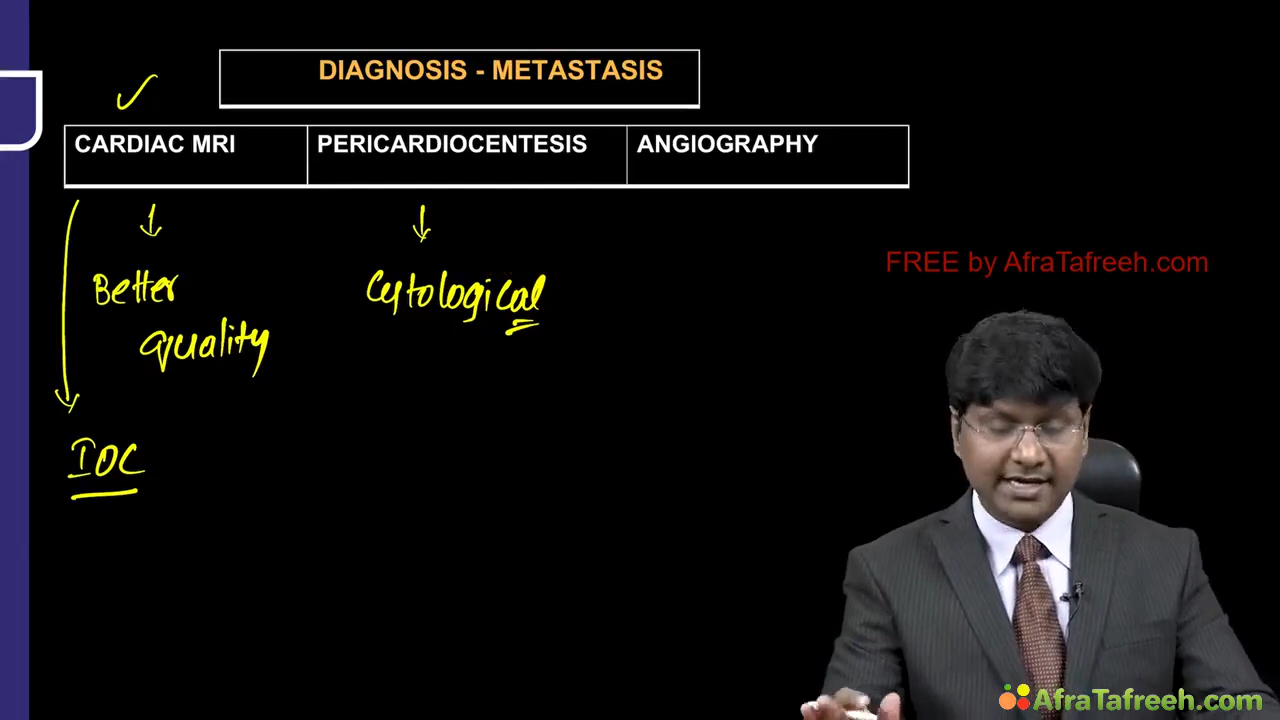 DIAGNOSIS - METASTASIS
CARDIAC MRI PERICARDIOCENTESIS ANGIOGRAPHY
FREE by AfraTafreeh.com
Better Cytological
quality
IOC
AfraTafreeh.com